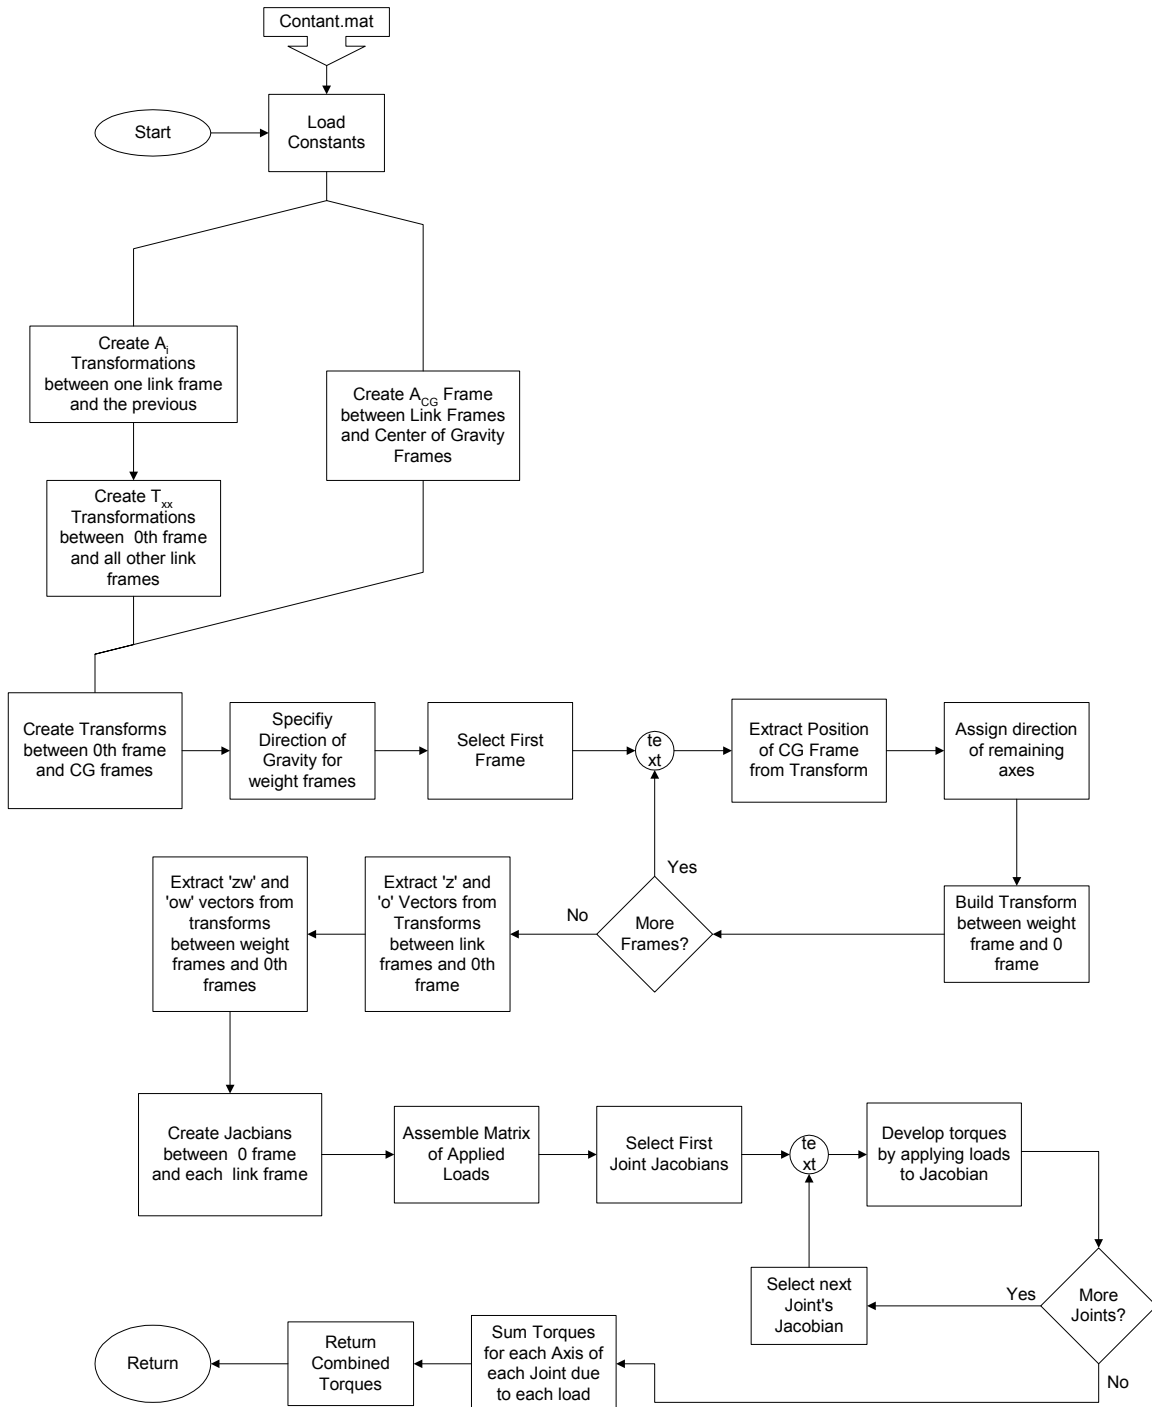 Contant.mat
Load
Constants
Start
Create Ai
Transformations
between one link frame
and the previous
Create ACG Frame
between Link Frames
and Center of Gravity
Frames
Create Txx
Transformations
between 0th frame
and all other link
frames
Create Transforms
between 0th frame
and CG frames
Specifiy
Direction of
Gravity for
weight frames
Select First
Frame
te
xt
Extract Position
of CG Frame
from Transform
Assign direction
of remaining
axes
Build Transform
between weight
frame and 0
frame
More
Frames?
Yes
No
Extract 'z' and
'o' Vectors from
Transforms
between link
frames and 0th
frame
Extract 'zw' and
'ow' vectors from
transforms
between weight
frames and 0th
frames
Create Jacbians
between 0 frame
and each link frame
Assemble Matrix
of Applied
Loads
Select First
Joint Jacobians
te
xt
Develop torques
by applying loads
to Jacobian
More
Joints?
Yes
Select next
Joint's
Jacobian
No
Sum Torques
for each Axis of
each Joint due
to each load
Return
Combined
Torques
Return